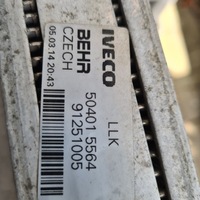 IVECO
BEHR
CZECH
05.03.14 20:43
LLK
50401 5564
91251005